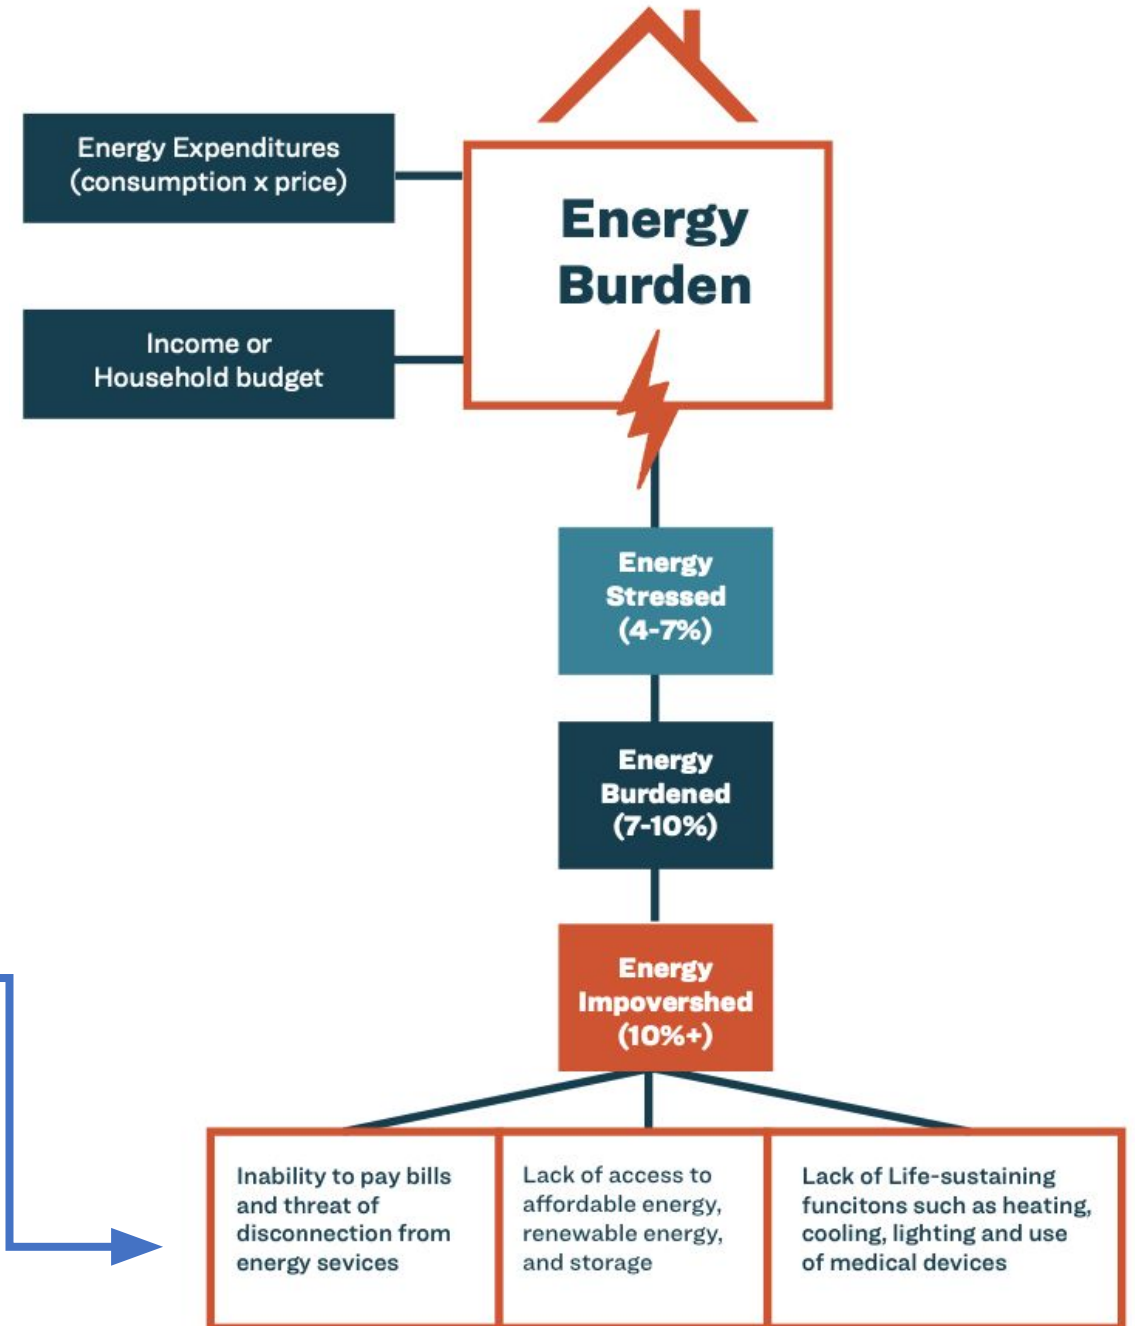 Energy Expenditures
(consumption x price)
Energy
Burden
Income or
Household budget
Energy
Stressed
(4-7%)
Energy
Burdened
(7-10%)
Energy
Impovershed
(10%+)
Inability to pay bills
and threat of
disconnection from
energy sevices
Lack of access to
affordable energy,
renewable energy,
and storage
Lack of Life-sustaining
funcitons such as heating,
cooling, lighting and use
of medical devices